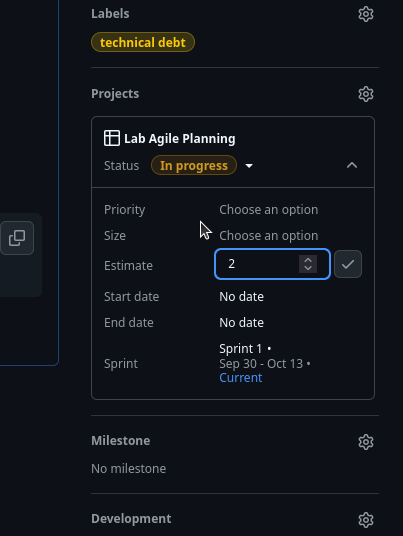 Labels
technical debt
Projects
Lab Agile Planning
Status In progress
Priority Choose an option
Size Choose an option
Estimate 2
Start date No date
End date No date
Sprint Sprint 1 •
Sep 30 - Oct 13 •
Current
Milestone
No milestone
Development